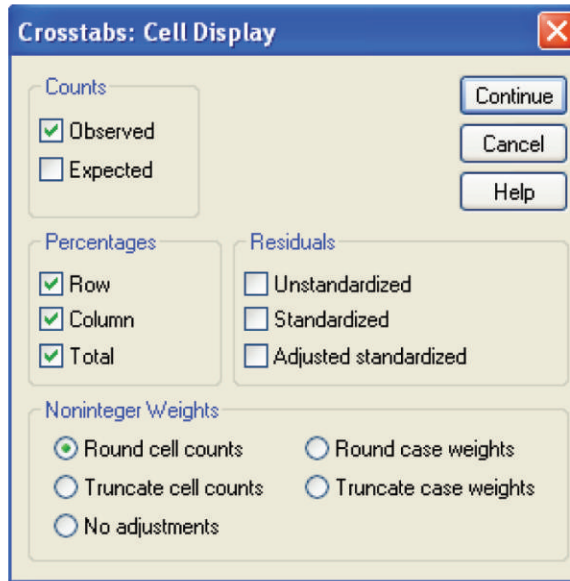 Crosstabs: Cell Display
Counts
Observed
Expected
Continue
Cancel
Help
Percentages
Row
Column
Total
Residuals
Unstandardized
Standardized
Adjusted standardized
Noninteger Weights
Round cell counts
Round case weights
Truncate cell counts
Truncate case weights
No adjustments